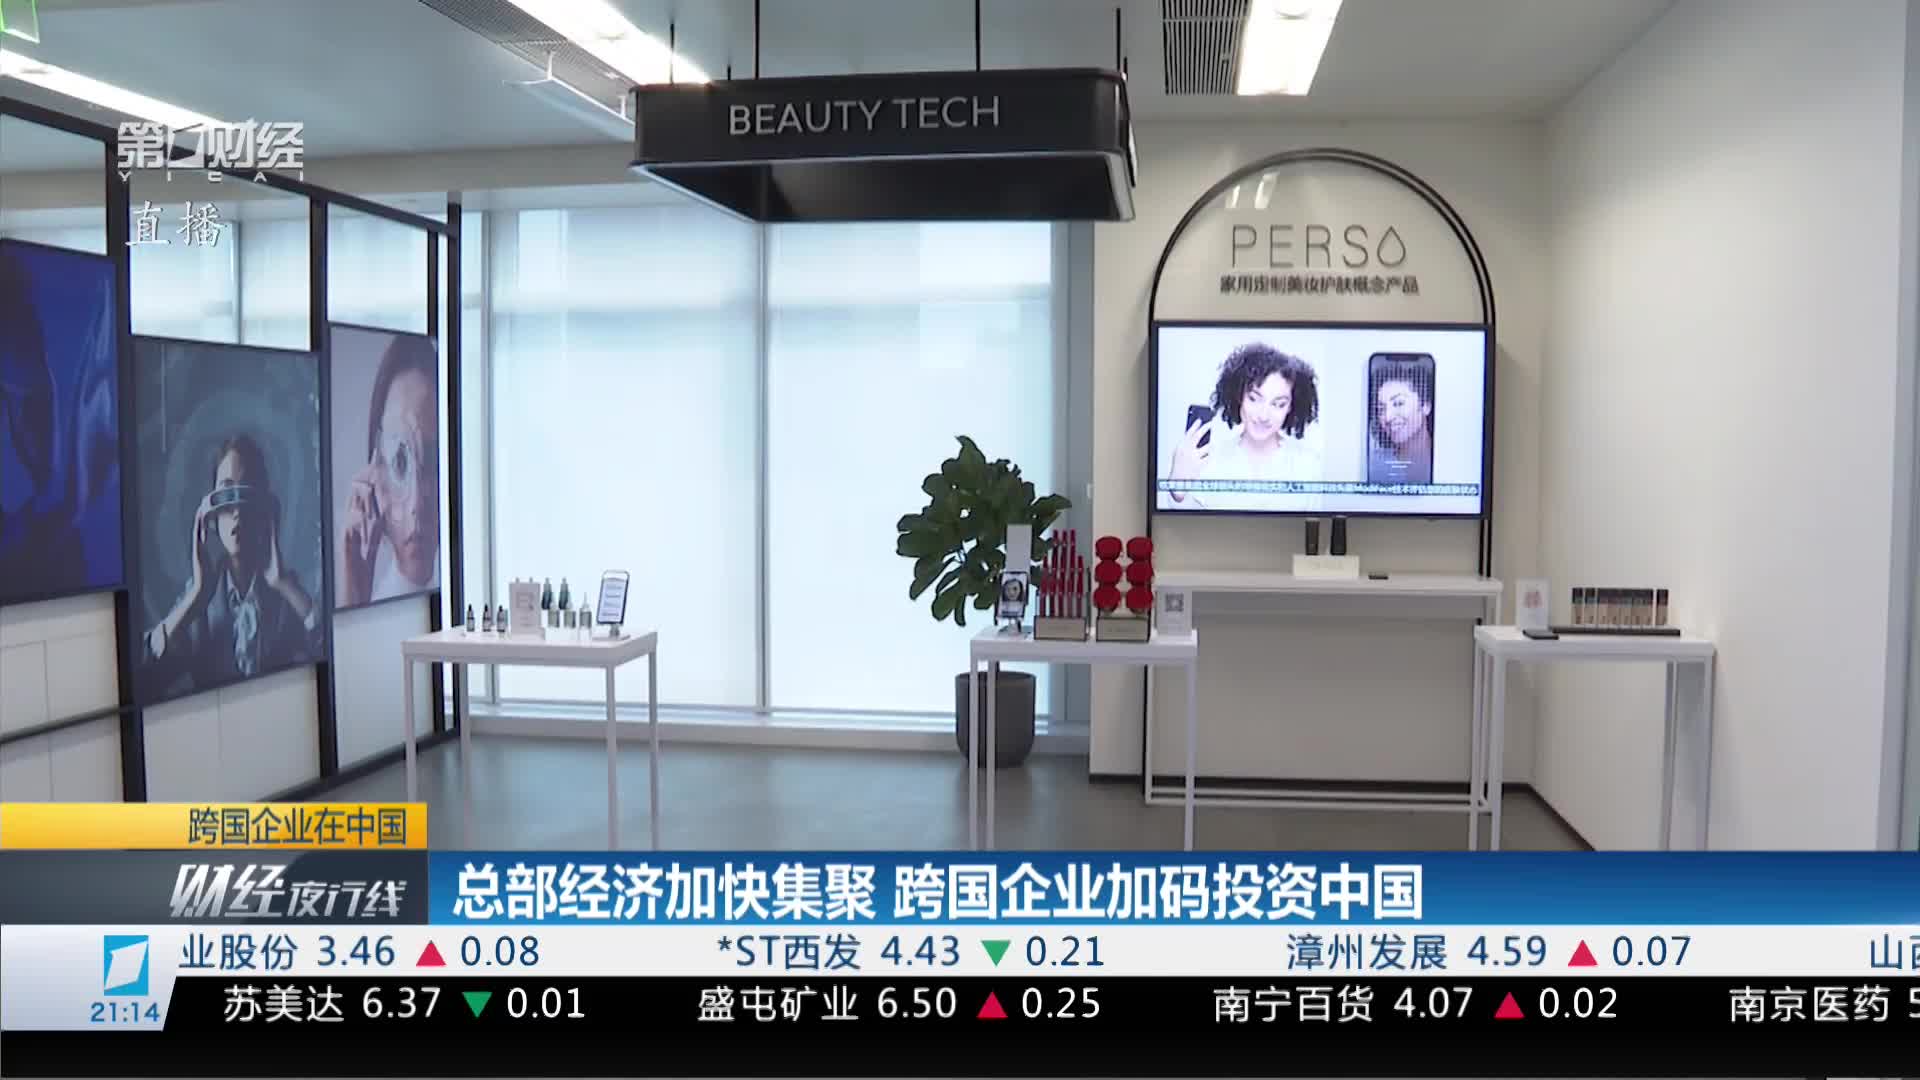 第一财经
YICAI
直播
BEAUTY TECH
PERSO
家用定制美妆护肤概念产品
跨国企业在中国
财经夜行线
总部经济加快集聚 跨国企业加码投资中国
业股份 3.46 ▲ 0.08 *ST西发 4.43 ▼ 0.21 漳州发展 4.59 ▲ 0.07
21:14
苏美达 6.37 ▼ 0.01 盛屯矿业 6.50 ▲ 0.25 南宁百货 4.07 ▲ 0.02 南京医药